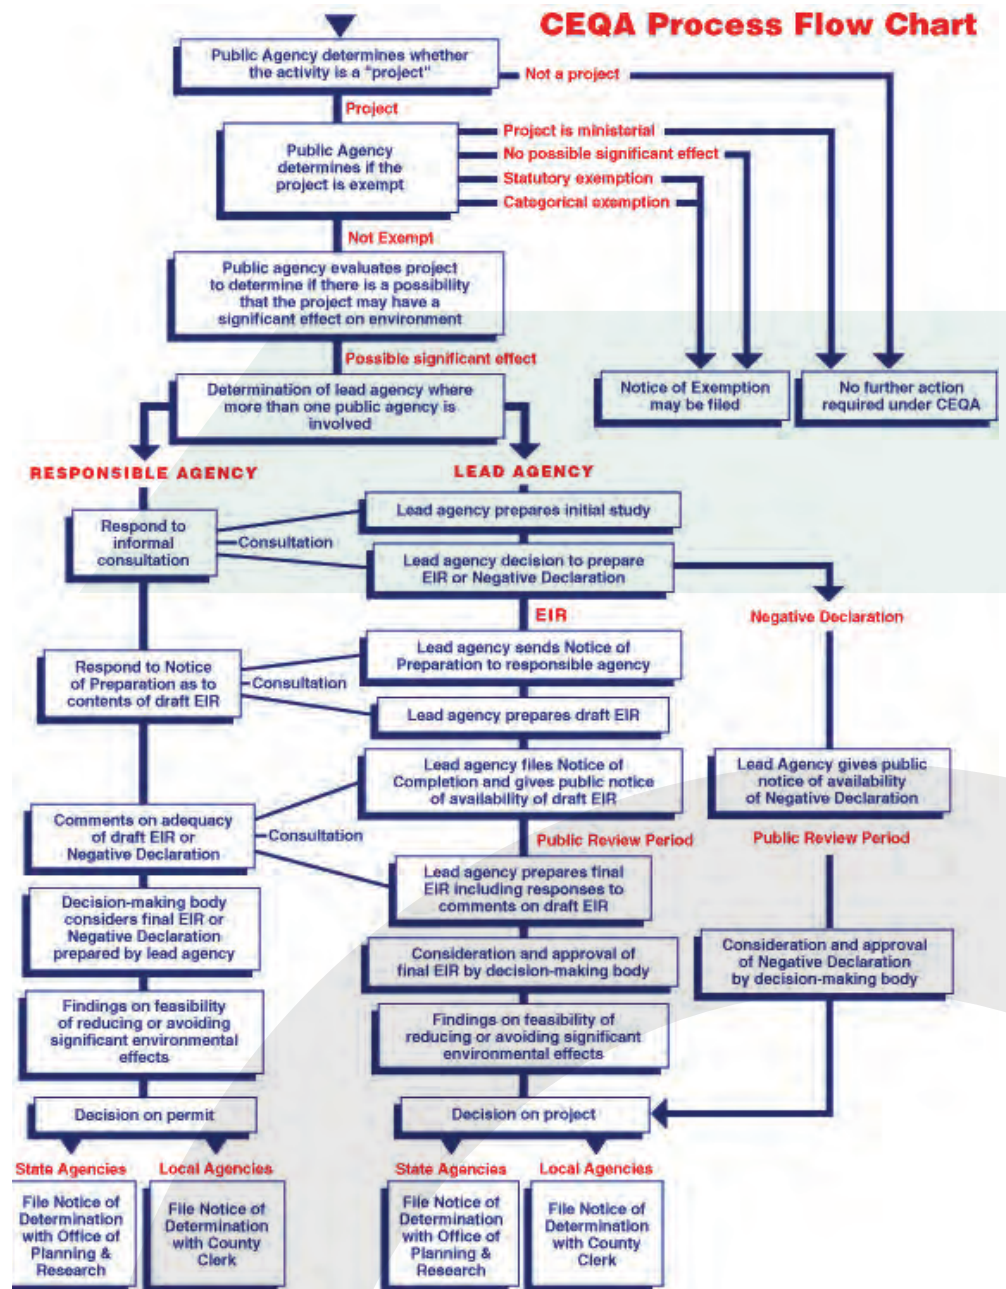 CEQA Process Flow Chart
Public Agency determines whether
the activity is a "project"
Not a project
Project
Public Agency
determines if the
project is exempt
Project is ministerial
No possible significant effect
Statutory exemption
Categorical exemption
Not Exempt
Public agency evaluates project
to determine if there is a possibility
that the project may have a
significant effect on environment
Possible significant effect
Notice of Exemption
may be filed
No further action
required under CEQA
Determination of lead agency where
more than one public agency is
involved
RESPONSIBLE AGENCY
LEAD AGENCY
Respond to
informal
consultation
Consultation
Lead agency prepares initial study
Lead agency decision to prepare
EIR or Negative Declaration
EIR
Negative Declaration
Respond to Notice
of Preparation as to
contents of draft EIR
Consultation
Lead agency sends Notice of
Preparation to responsible agency
Lead agency prepares draft EIR
Lead agency files Notice of
Completion and gives public notice
of availability of draft EIR
Lead Agency gives public
notice of availability
of Negative Declaration
Comments on adequacy
of draft EIR or
Negative Declaration
Consultation
Public Review Period
Public Review Period
Lead agency prepares final
EIR including responses to
comments on draft EIR
Decision-making body
considers final EIR or
Negative Declaration
prepared by lead agency
Consideration and approval of
final EIR by decision-making body
Consideration and approval
of Negative Declaration
by decision-making body
Findings on feasibility
of reducing or avoiding
significant environmental
effects
Findings on feasibility of
reducing or avoiding significant
environmental effects
Decision on permit
Decision on project
State Agencies
Local Agencies
State Agencies
Local Agencies
File Notice of
Determination
with Office of
Planning &
Research
File Notice of
Determination
with County
Clerk
File Notice of
Determination
with Office of
Planning &
Research
File Notice of
Determination
with County
Clerk